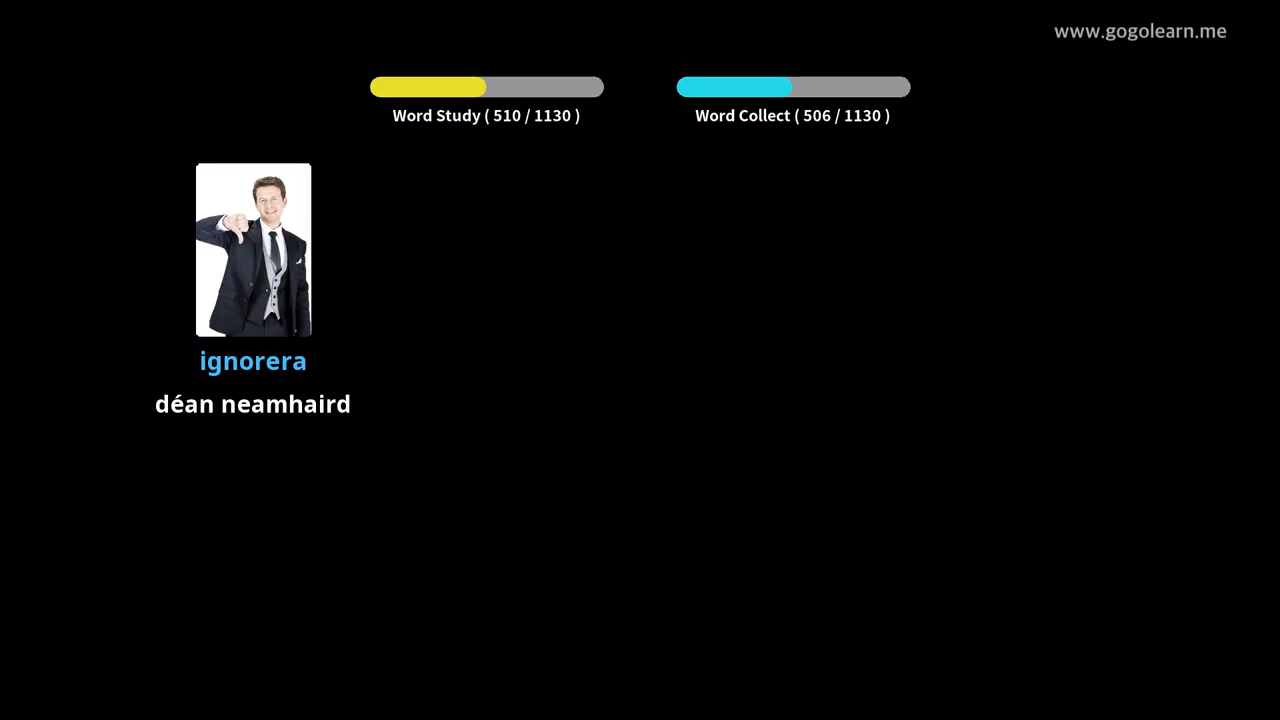 www.gogolearn.me
Word Study ( 510 / 1130 )
Word Collect ( 506 / 1130 )
ignorera
déan neamhaird